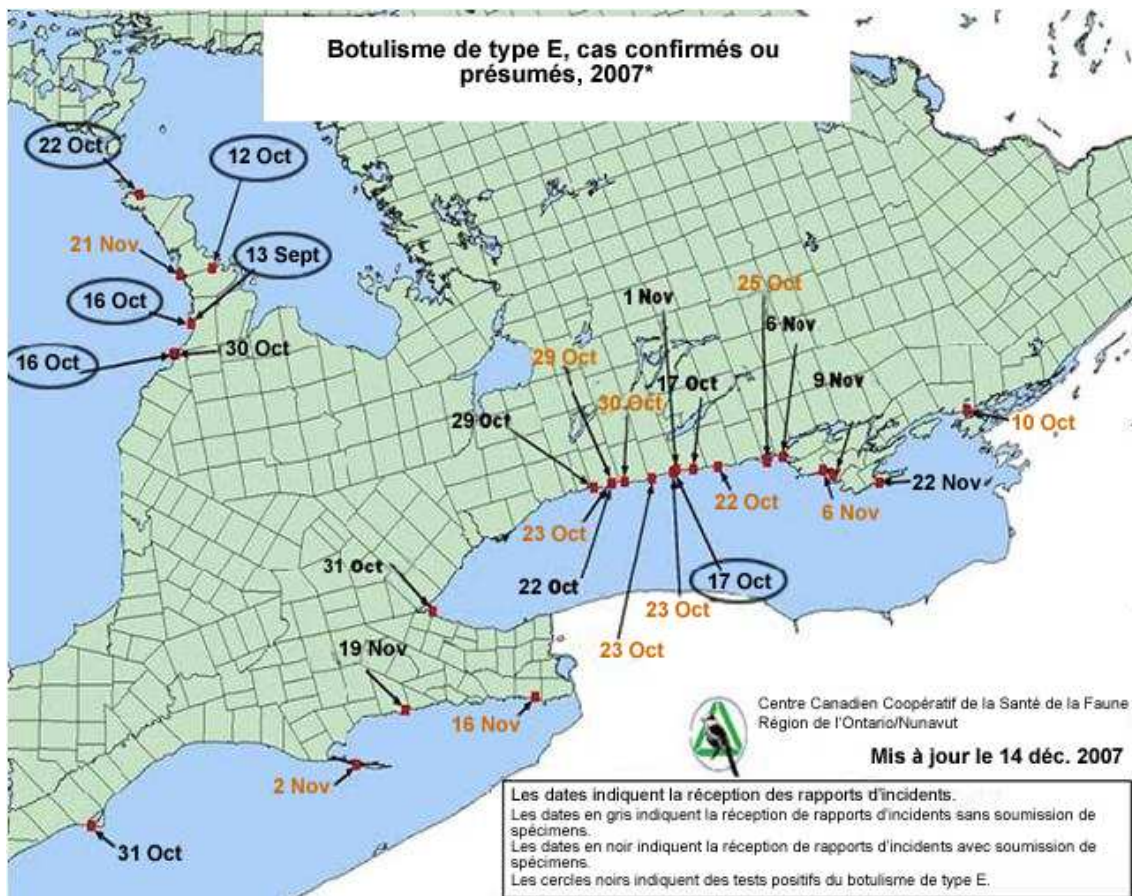 Botulisme de type E, cas confirmés ou
présumés, 2007*
22 Oct
12 Oct
21 Nov
13 Sept
16 Oct
16 Oct
30 Oct
1 Nov
25 Oct
6 Nov
29 Oct
17 Oct
9 Nov
30 Oct
29 Oct
10 Oct
22 Oct
22 Nov
6 Nov
23 Oct
31 Oct
22 Oct
17 Oct
23 Oct
23 Oct
19 Nov
16 Nov
2 Nov
31 Oct
Centre Canadien Coopératif de la Santé de la Faune
Région de l'Ontario/Nunavut
Mis à jour le 14 déc. 2007
Les dates indiquent la réception des rapports d'incidents.
Les dates en gris indiquent la réception de rapports d'incidents sans soumission de
spécimens.
Les dates en noir indiquent la réception de rapports d'incidents avec soumission de
spécimens.
Les cercles noirs indiquent des tests positifs du botulisme de type E.